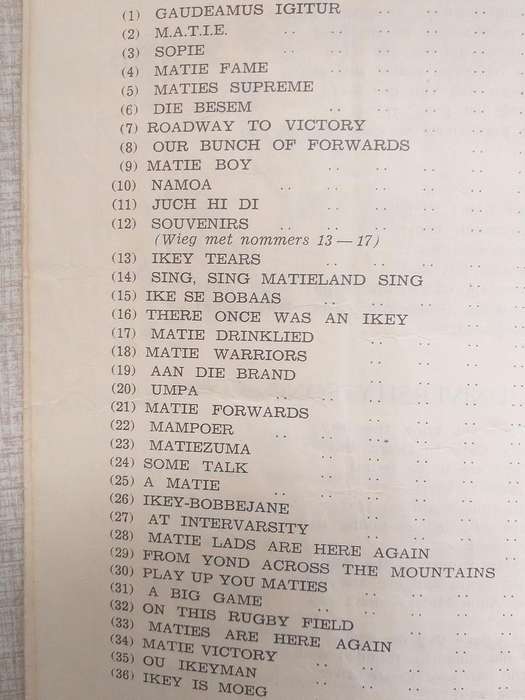 (1) GAUDEAMUS IGITUR .. .. ..
(2) M.A.T.I.E. .. .. .. .. ..
(3) SOPIE .. .. .. ..
(4) MATIE FAME .. .. .. ..
(5) MATIES SUPREME .. .. ..
(6) DIE BESEM .. .. .. ..
(7) ROADWAY TO VICTORY .. ..
(8) OUR BUNCH OF FORWARDS ..
(9) MATIE BOY .. .. .. ..
(10) NAMOA .. .. .. .. ..
(11) JUCH HI DI .. .. .. ..
(12) SOUVENIRS .. .. .. .. ..
(Wieg met nommers 13 — 17)
(13) IKEY TEARS .. .. .. ..
(14) SING, SING MATIELAND SING .. ..
(15) IKE SE BOBAAS .. .. .. ..
(16) THERE ONCE WAS AN IKEY .. ..
(17) MATIE DRINKLIED .. .. ..
(18) MATIE WARRIORS .. .. ..
(19) AAN DIE BRAND .. .. ..
(20) UMPA .. .. .. .. ..
(21) MATIE FORWARDS .. .. ..
(22) MAMPOER .. .. .. .. ..
(23) MATIEZUMA .. .. .. ..
(24) SOME TALK .. .. .. ..
(25) A MATIE .. .. .. .. ..
(26) IKEY-BOBBEJANE .. .. ..
(27) AT INTERVARSITY .. .. ..
(28) MATIE LADS ARE HERE AGAIN .. ..
(29) FROM YOND ACROSS THE MOUNTAINS
(30) PLAY UP YOU MATIES .. .. ..
(31) A BIG GAME .. .. .. ..
(32) ON THIS RUGBY FIELD .. .. ..
(33) MATIES ARE HERE AGAIN .. ..
(34) MATIE VICTORY .. .. .. ..
(35) OU IKEYMAN .. .. .. ..
(36) IKEY IS MOEG .. .. .. ..